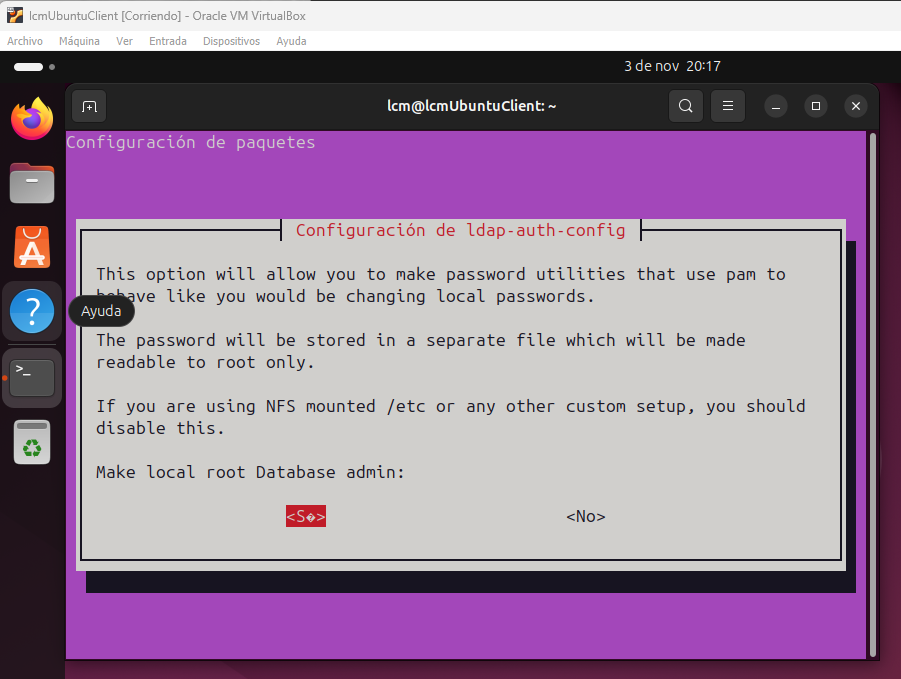 lcmUbuntuClient [Corriendo] - Oracle VM VirtualBox
Archivo Máquina Ver Entrada Dispositivos Ayuda
3 de nov 20:17
lcm@lcmUbuntuClient: ~
Configuración de paquetes
Configuración de ldap-auth-config
This option will allow you to make password utilities that use pam to
behave like you would be changing local passwords.
Ayuda
The password will be stored in a separate file which will be made
readable to root only.
If you are using NFS mounted /etc or any other custom setup, you should
disable this.
Make local root Database admin:
<S�> <No>